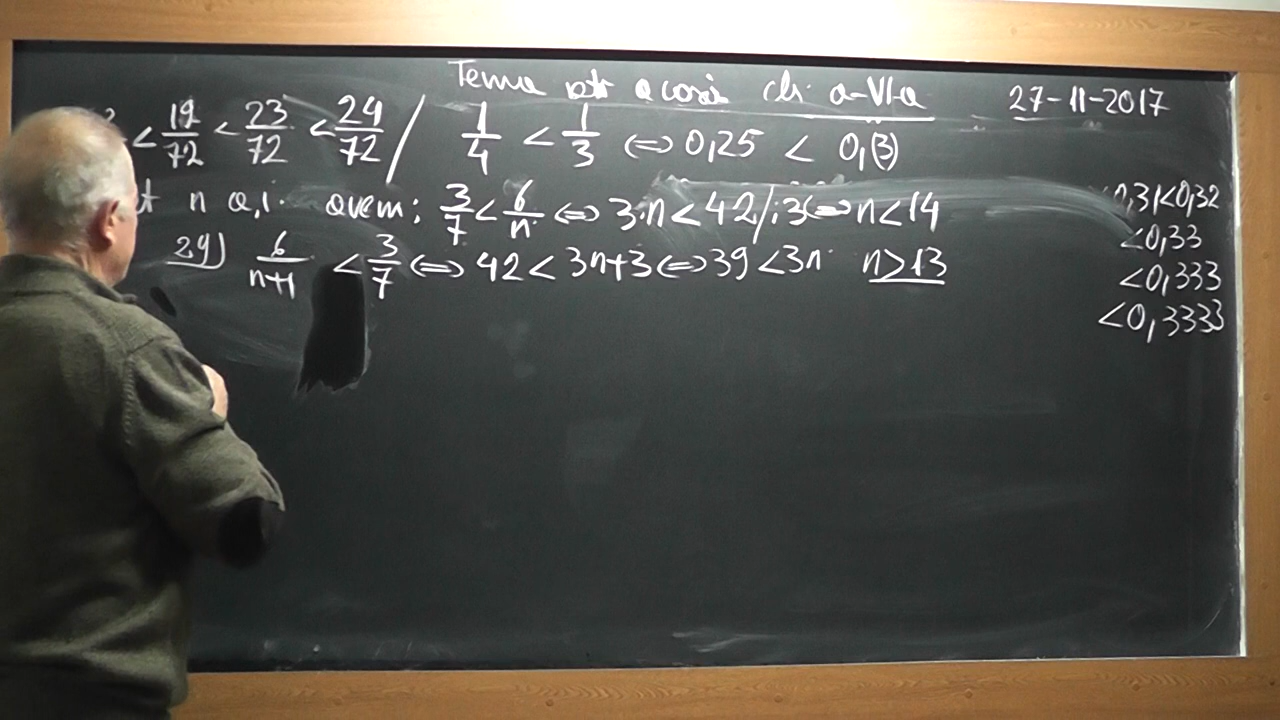 Tema pt acasă cls. a-VI-a 27-11-2017
< 19/72 < 23/72 < 24/72 / 1/4 < 1/3 ⇔ 0,25 < 0,(3)
n a,î. avem: 3/7 < 6/n ⇔ 3·n < 42/:3 ⇔ n < 14
0,31<0,32
<0,33
29) 6/n+1 < 3/7 ⇔ 42 < 3n+3 ⇔ 39 < 3n n > 13
<0,333
<0,3333